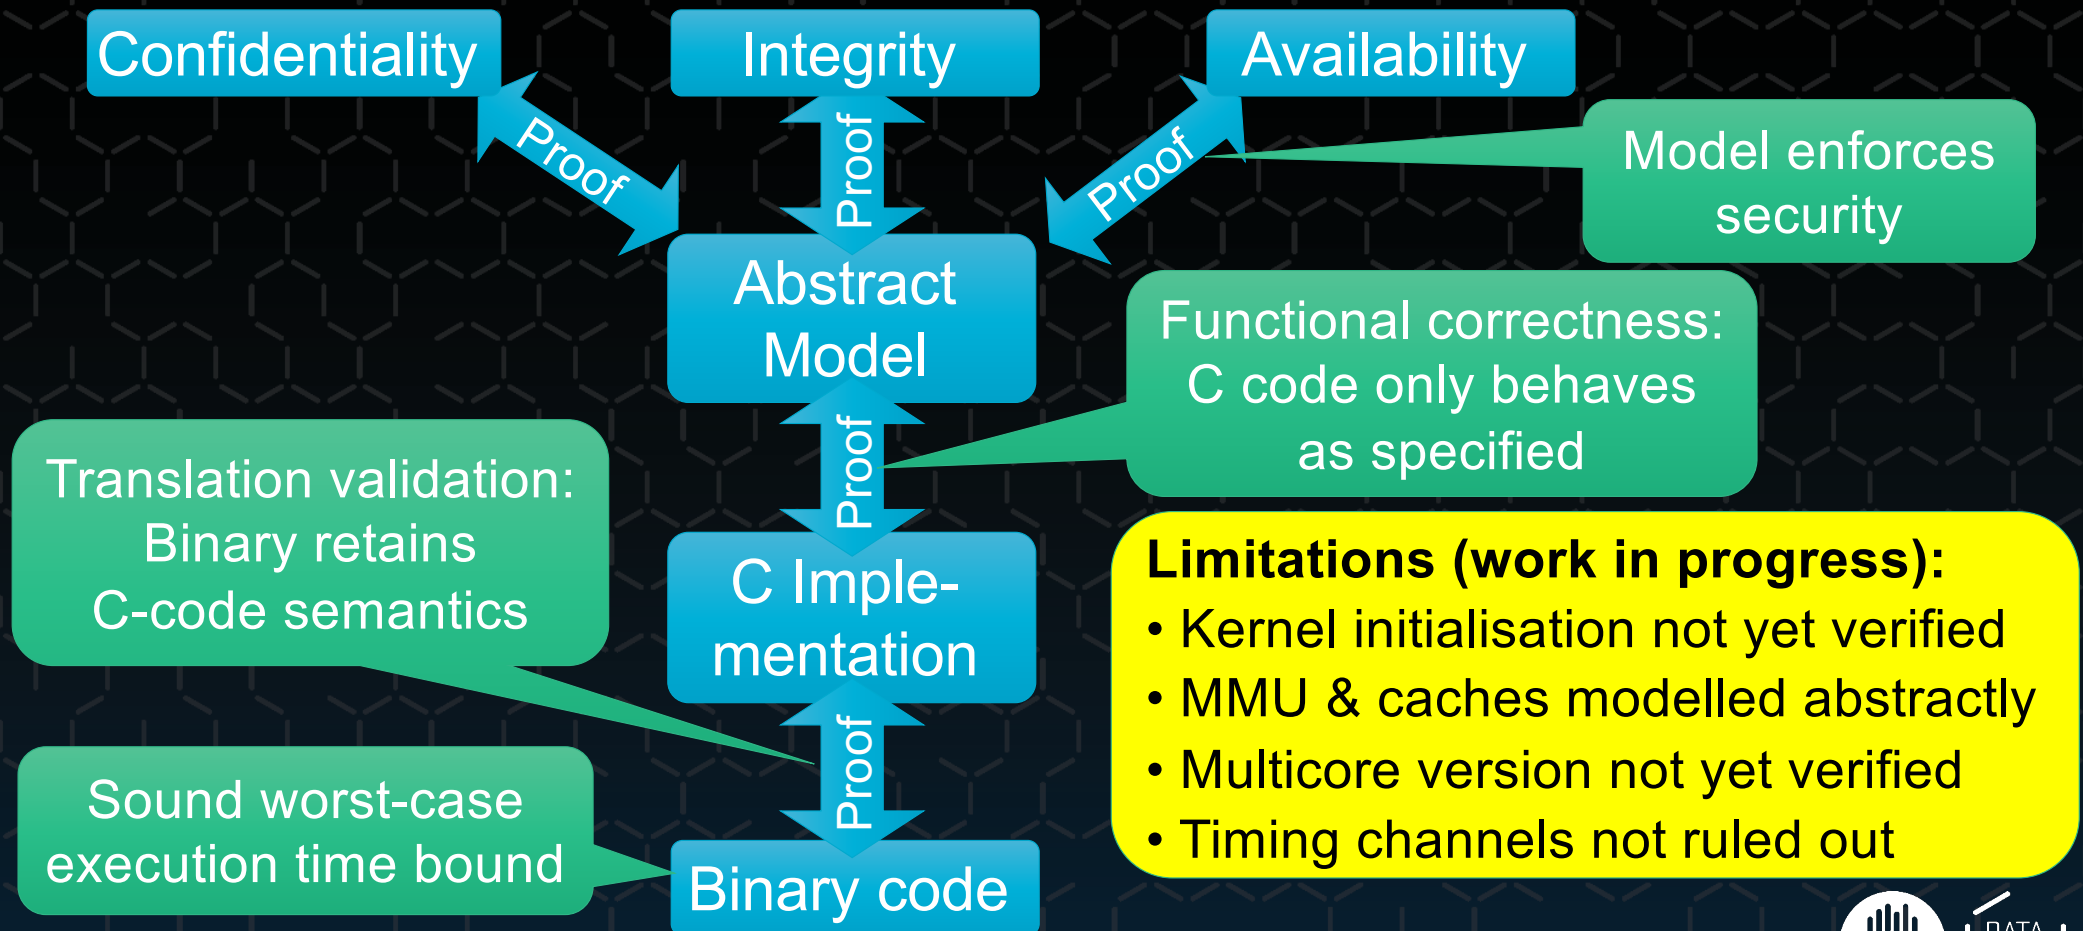 Confidentiality
Integrity
Availability
Proof
Proof
Proof
Model enforces
security
Abstract
Model
Functional correctness:
C code only behaves
as specified
Proof
Translation validation:
Binary retains
C-code semantics
C Imple-
mentation
Limitations (work in progress):
• Kernel initialisation not yet verified
• MMU & caches modelled abstractly
• Multicore version not yet verified
• Timing channels not ruled out
Proof
Sound worst-case
execution time bound
Binary code
DATA